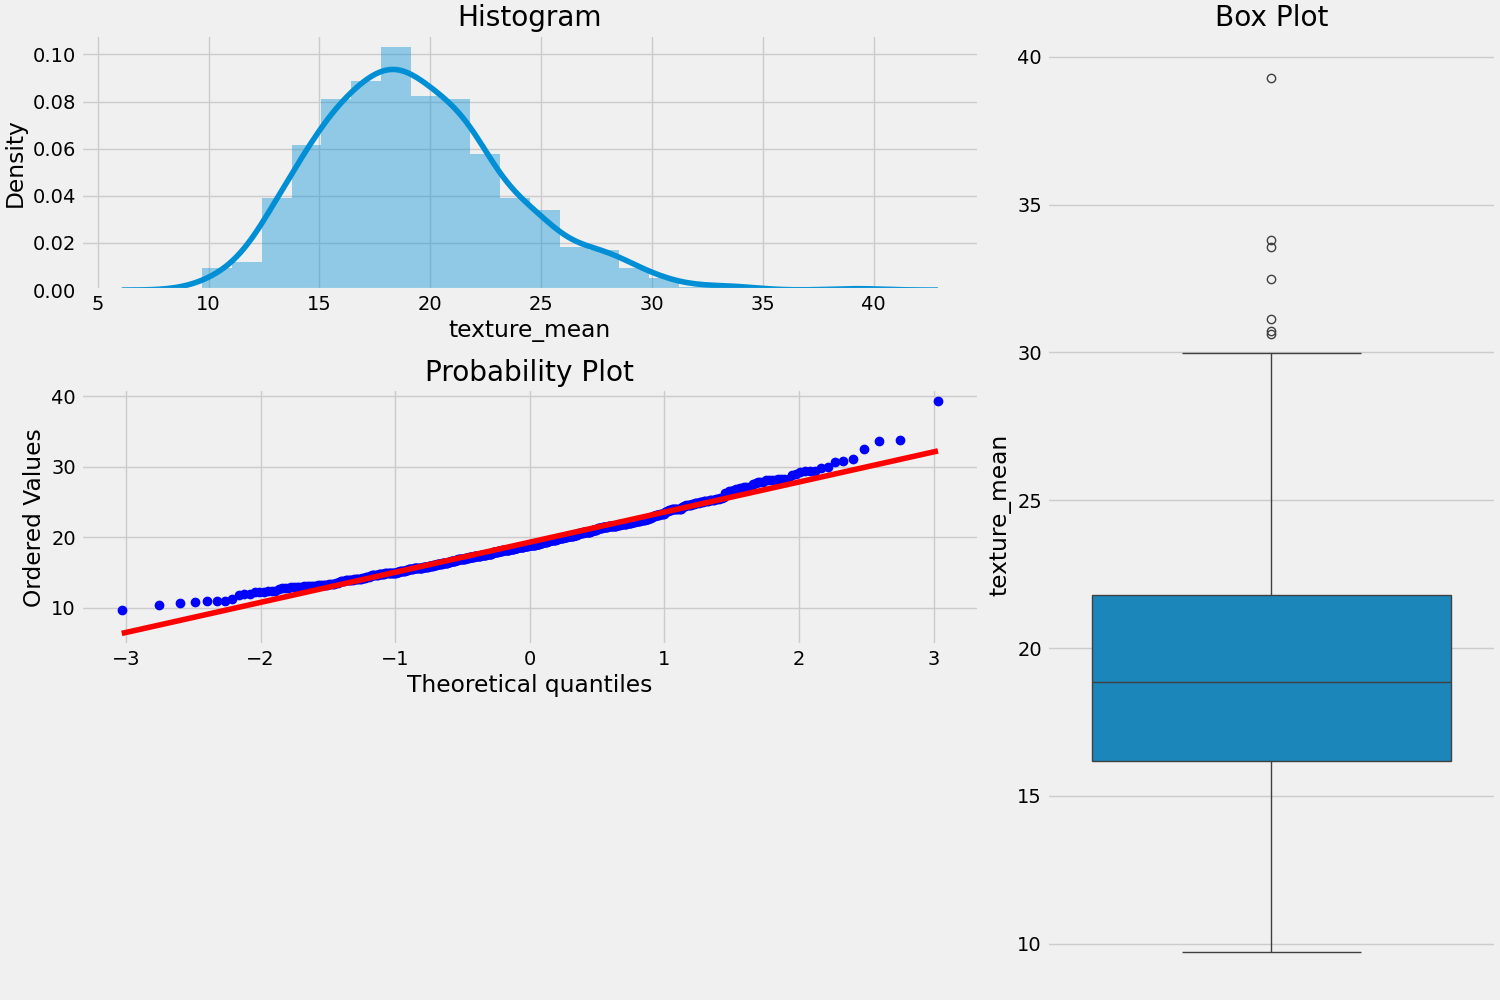 Histogram
Density
0.10
0.08
0.06
0.04
0.02
0.00
5 10 15 20 25 30 35 40
texture_mean
Probability Plot
Ordered Values
40
30
20
10
−3 −2 −1 0 1 2 3
Theoretical quantiles
Box Plot
texture_mean
40
35
30
25
20
15
10